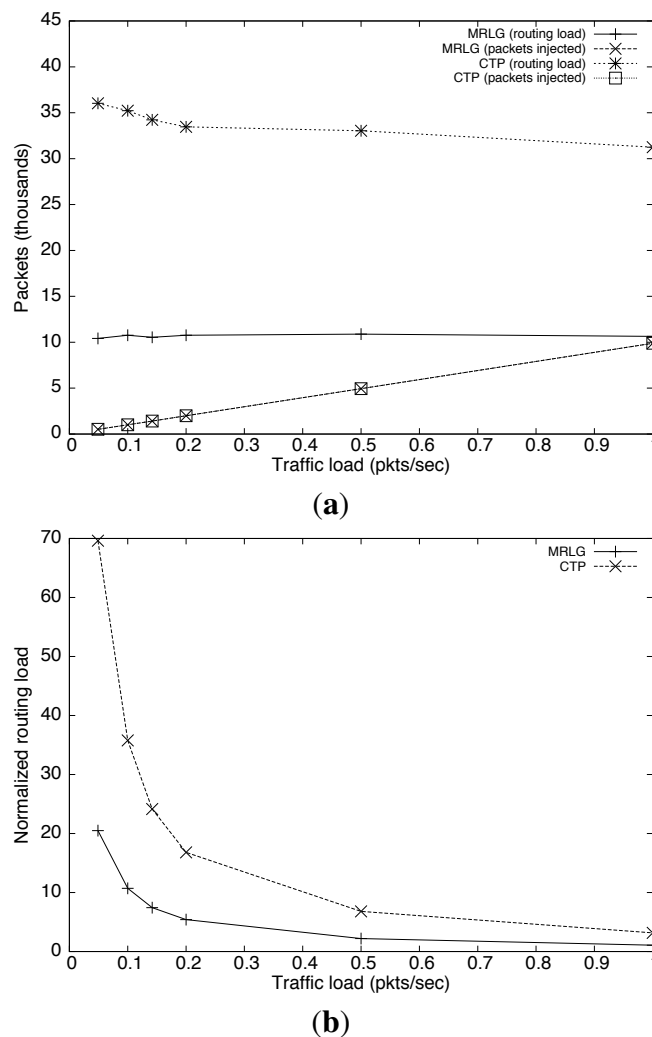 MRLG (routing load)
MRLG (packets injected)
CTP (routing load)
CTP (packets injected)
Packets (thousands)
40
35
30
25
20
15
10
5
0
0 0.1 0.2 0.3 0.4 0.5 0.6 0.7 0.8 0.9 1
Traffic load (pkts/sec)
(a)
MRLG
CTP
Normalized routing load
70
60
50
40
30
20
10
0
0 0.1 0.2 0.3 0.4 0.5 0.6 0.7 0.8 0.9 1
Traffic load (pkts/sec)
(b)